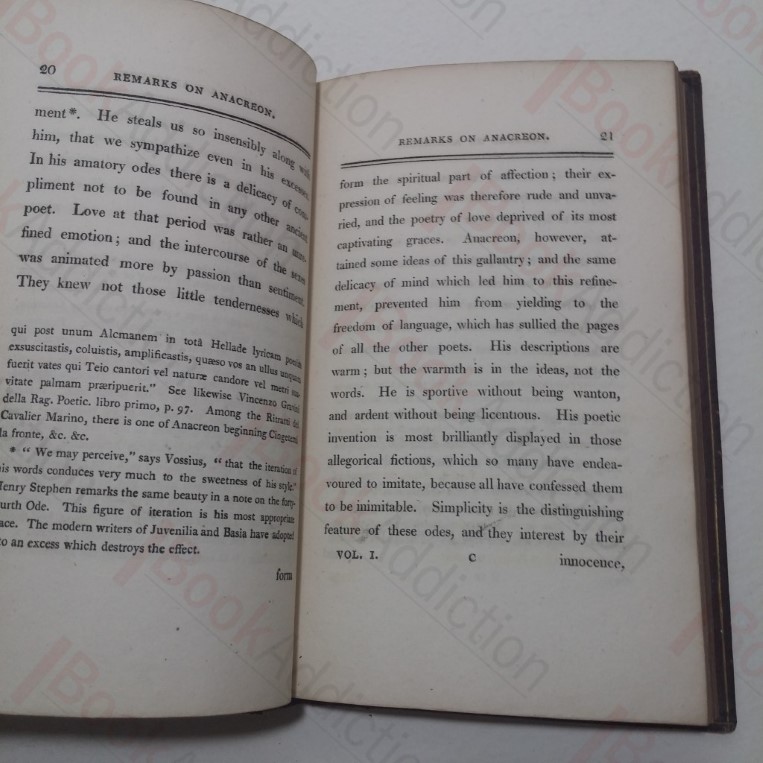 20
REMARKS ON ANACREON.
ment*. He steals us so insensibly along with
him, that we sympathize even in his excesses.
In his amatory odes there is a delicacy of com-
pliment not to be found in any other ancient
poet. Love at that period was rather an unre-
fined emotion; and the intercourse of the sexes
was animated more by passion than sentiment.
They knew not those little tendernesses which
qui post unum Alcmanem in totâ Hellade lyricam poesim
exsuscitastis, coluistis, amplificastis, quæso vos an ullus unquam
fuerit vates qui Teio cantori vel naturæ candore vel metri sua-
vitate palmam præripuerit." See likewise Vincenzo Gravini
della Rag. Poetic. libro primo, p. 97. Among the Ritratti del
Cavalier Marino, there is one of Anacreon beginning Cingetemi
la fronte, &c. &c.
* " We may perceive," says Vossius, " that the iteration of
his words conduces very much to the sweetness of his style."
Henry Stephen remarks the same beauty in a note on the forty-
fourth Ode. This figure of iteration is his most appropriate
grace. The modern writers of Juvenilia and Basia have adopted
to an excess which destroys the effect.
form
REMARKS ON ANACREON.
21
form the spiritual part of affection; their ex-
pression of feeling was therefore rude and unva-
ried, and the poetry of love deprived of its most
captivating graces. Anacreon, however, at-
tained some ideas of this gallantry; and the same
delicacy of mind which led him to this refine-
ment, prevented him from yielding to the
freedom of language, which has sullied the pages
of all the other poets. His descriptions are
warm; but the warmth is in the ideas, not the
words. He is sportive without being wanton,
and ardent without being licentious. His poetic
invention is most brilliantly displayed in those
allegorical fictions, which so many have endea-
voured to imitate, because all have confessed them
to be inimitable. Simplicity is the distinguishing
feature of these odes, and they interest by their
VOL. I.
C
innocence,
BookAddiction